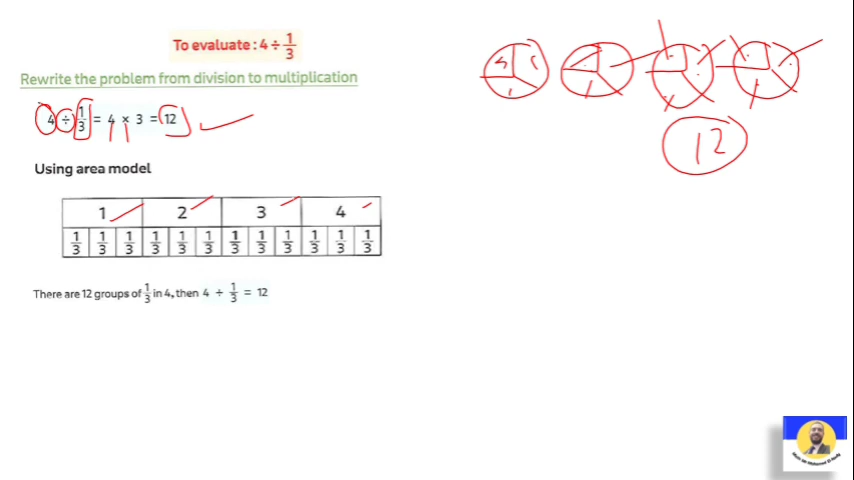 To evaluate : 4 ÷ 1/3
Rewrite the problem from division to multiplication
4 ÷ 1/3 = 4 × 3 = 12
Using area model
1 2 3 4
1/3 1/3 1/3 1/3 1/3 1/3 1/3 1/3 1/3 1/3 1/3 1/3
There are 12 groups of 1/3 in 4, then 4 ÷ 1/3 = 12
12